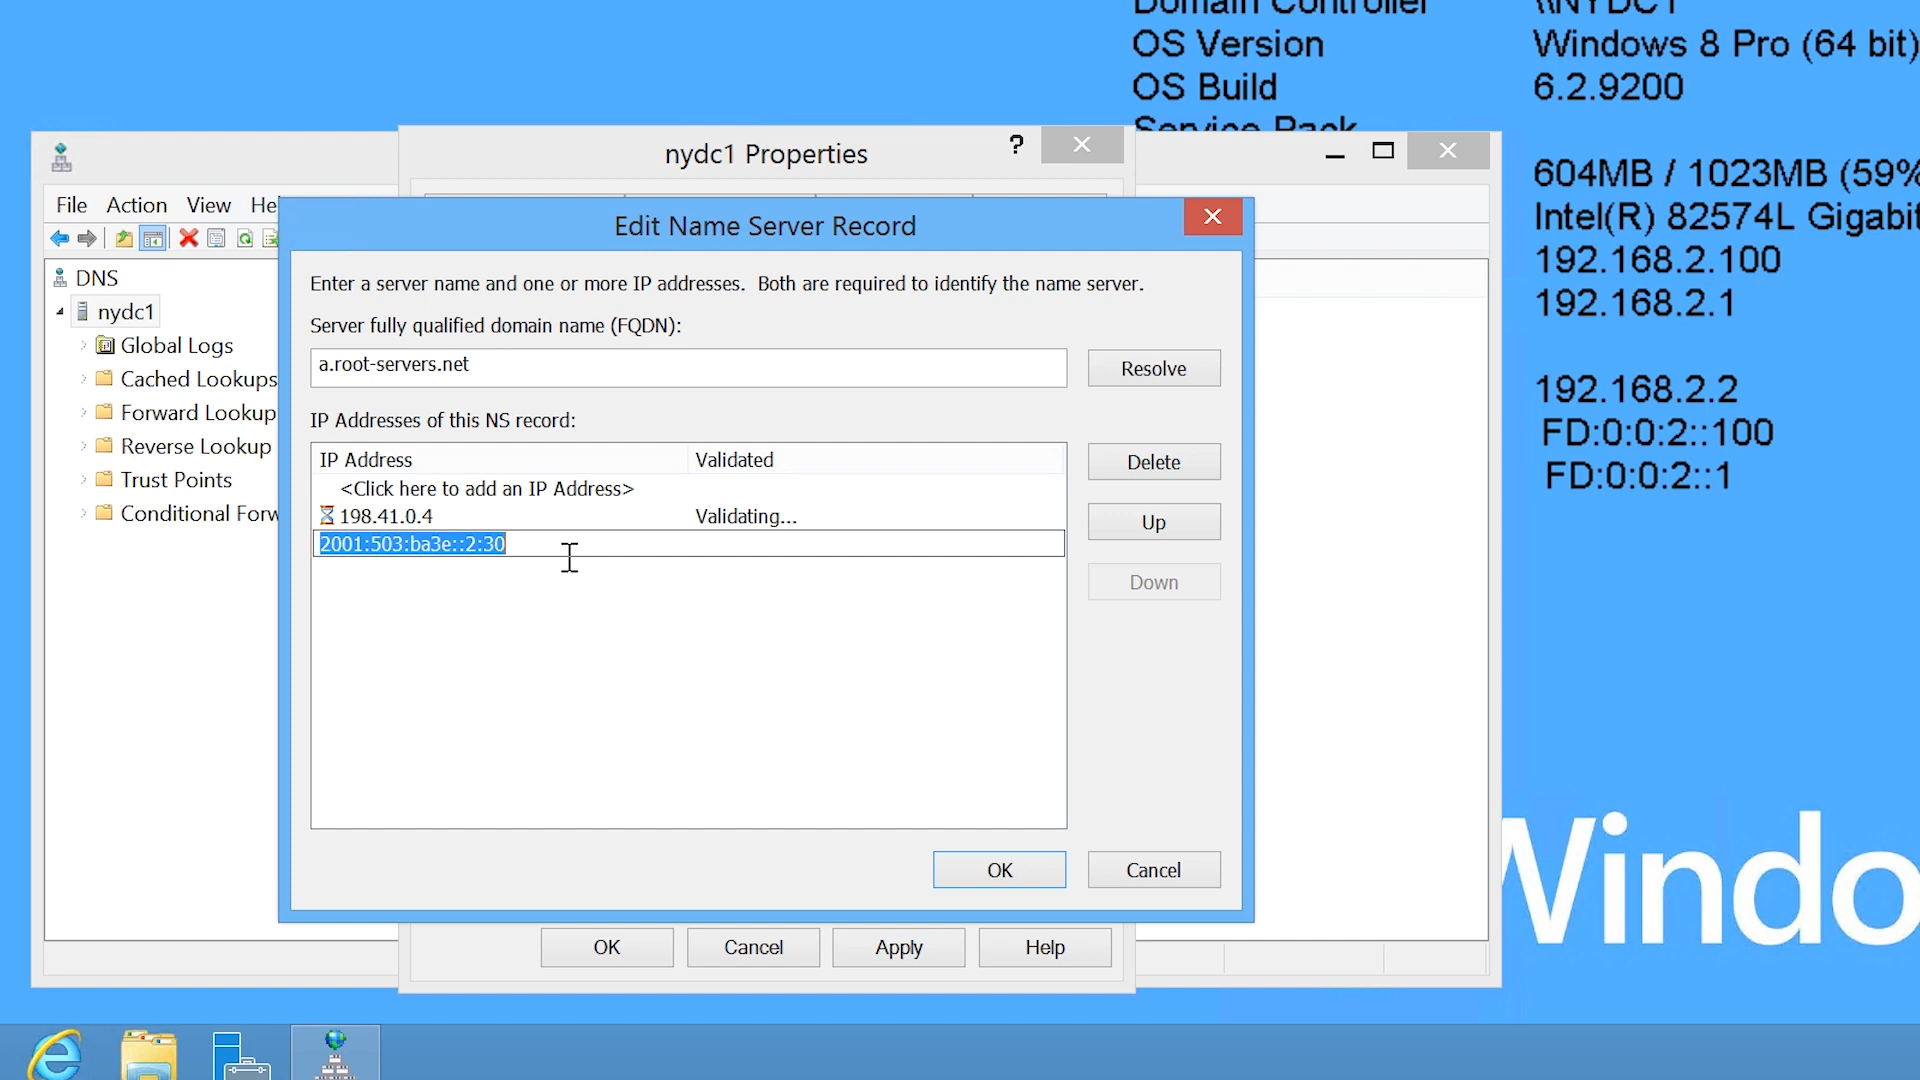 Domain Controller \\NYDC1
OS Version Windows 8 Pro (64 bit)
OS Build 6.2.9200
Service Pack
604MB / 1023MB (59%
Intel(R) 82574L Gigabit
192.168.2.100
192.168.2.1
192.168.2.2
FD:0:0:2::100
FD:0:0:2::1
nydc1 Properties
?
File Action View He
DNS
nydc1
Global Logs
Cached Lookups
Forward Lookup
Reverse Lookup
Trust Points
Conditional Forw
Edit Name Server Record
Enter a server name and one or more IP addresses. Both are required to identify the name server.
Server fully qualified domain name (FQDN):
a.root-servers.net
Resolve
IP Addresses of this NS record:
IP Address Validated
<Click here to add an IP Address>
198.41.0.4 Validating...
2001:503:ba3e::2:30
Delete
Up
Down
OK Cancel
OK Cancel Apply Help
Windo